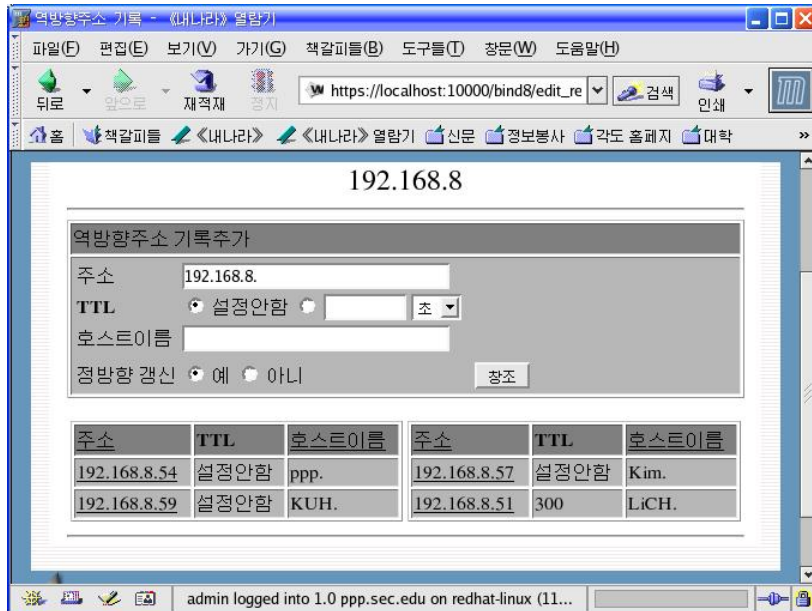 역방향주소 기록 - 《내나라》 열람기
파일(F) 편집(E) 보기(V) 가기(G) 책갈피들(B) 도구들(T) 창문(W) 도움말(H)
뒤로 앞으로 재적재 정지 https://localhost:10000/bind8/edit_re 검색 인쇄
홈 책갈피들 《내나라》 《내나라》 열람기 신문 정보봉사 각도 홈페지 대학 »
192.168.8
역방향주소 기록추가
주소 192.168.8.
TTL 설정안함 초
호스트이름
정방향 갱신 예 아니 창조
주소 TTL 호스트이름 주소 TTL 호스트이름
192.168.8.54 설정안함 ppp. 192.168.8.57 설정안함 Kim.
192.168.8.59 설정안함 KUH. 192.168.8.51 300 LiCH.
admin logged into 1.0 ppp.sec.edu on redhat-linux (11...